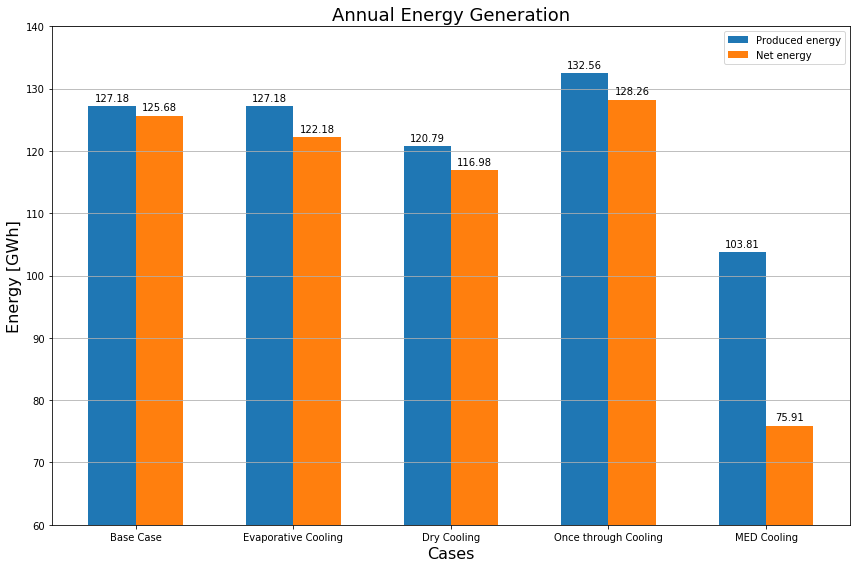 Annual Energy Generation
Produced energy
Net energy
Energy [GWh]
140
130
120
110
100
90
80
70
60
127.18
125.68
127.18
122.18
120.79
116.98
132.56
128.26
103.81
75.91
Base Case
Evaporative Cooling
Dry Cooling
Once through Cooling
MED Cooling
Cases